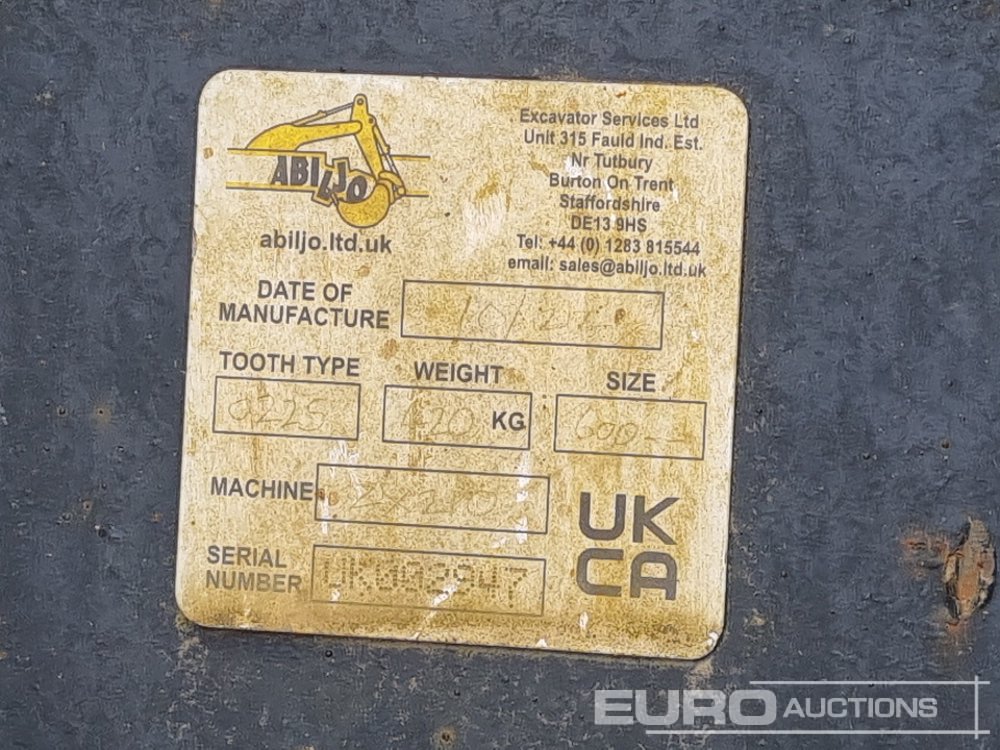 ABILJO
abiljo.ltd.uk
Excavator Services Ltd
Unit 315 Fauld Ind. Est.
Nr Tutbury
Burton On Trent
Staffordshire
DE13 9HS
Tel: +44 (0) 1283 815544
email: sales@abiljo.ltd.uk
DATE OF
MANUFACTURE
TOOTH TYPE
WEIGHT
SIZE
022S
KG
600
MACHINE
SERIAL
NUMBER
UK
CA
EURO AUCTIONS